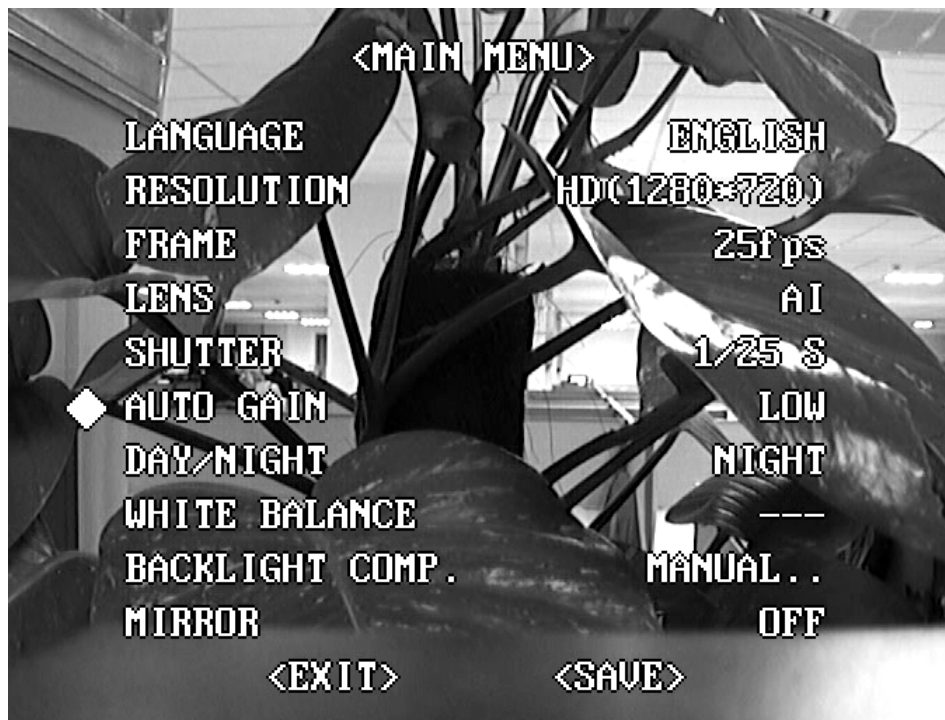 <MAIN MENU>
LANGUAGE ENGLISH
RESOLUTION HD(1280*720)
FRAME 25fps
LENS AI
SHUTTER 1/25 S
AUTO GAIN LOW
DAY/NIGHT NIGHT
WHITE BALANCE ---
BACKLIGHT COMP. MANUAL..
MIRROR OFF
<EXIT> <SAVE>